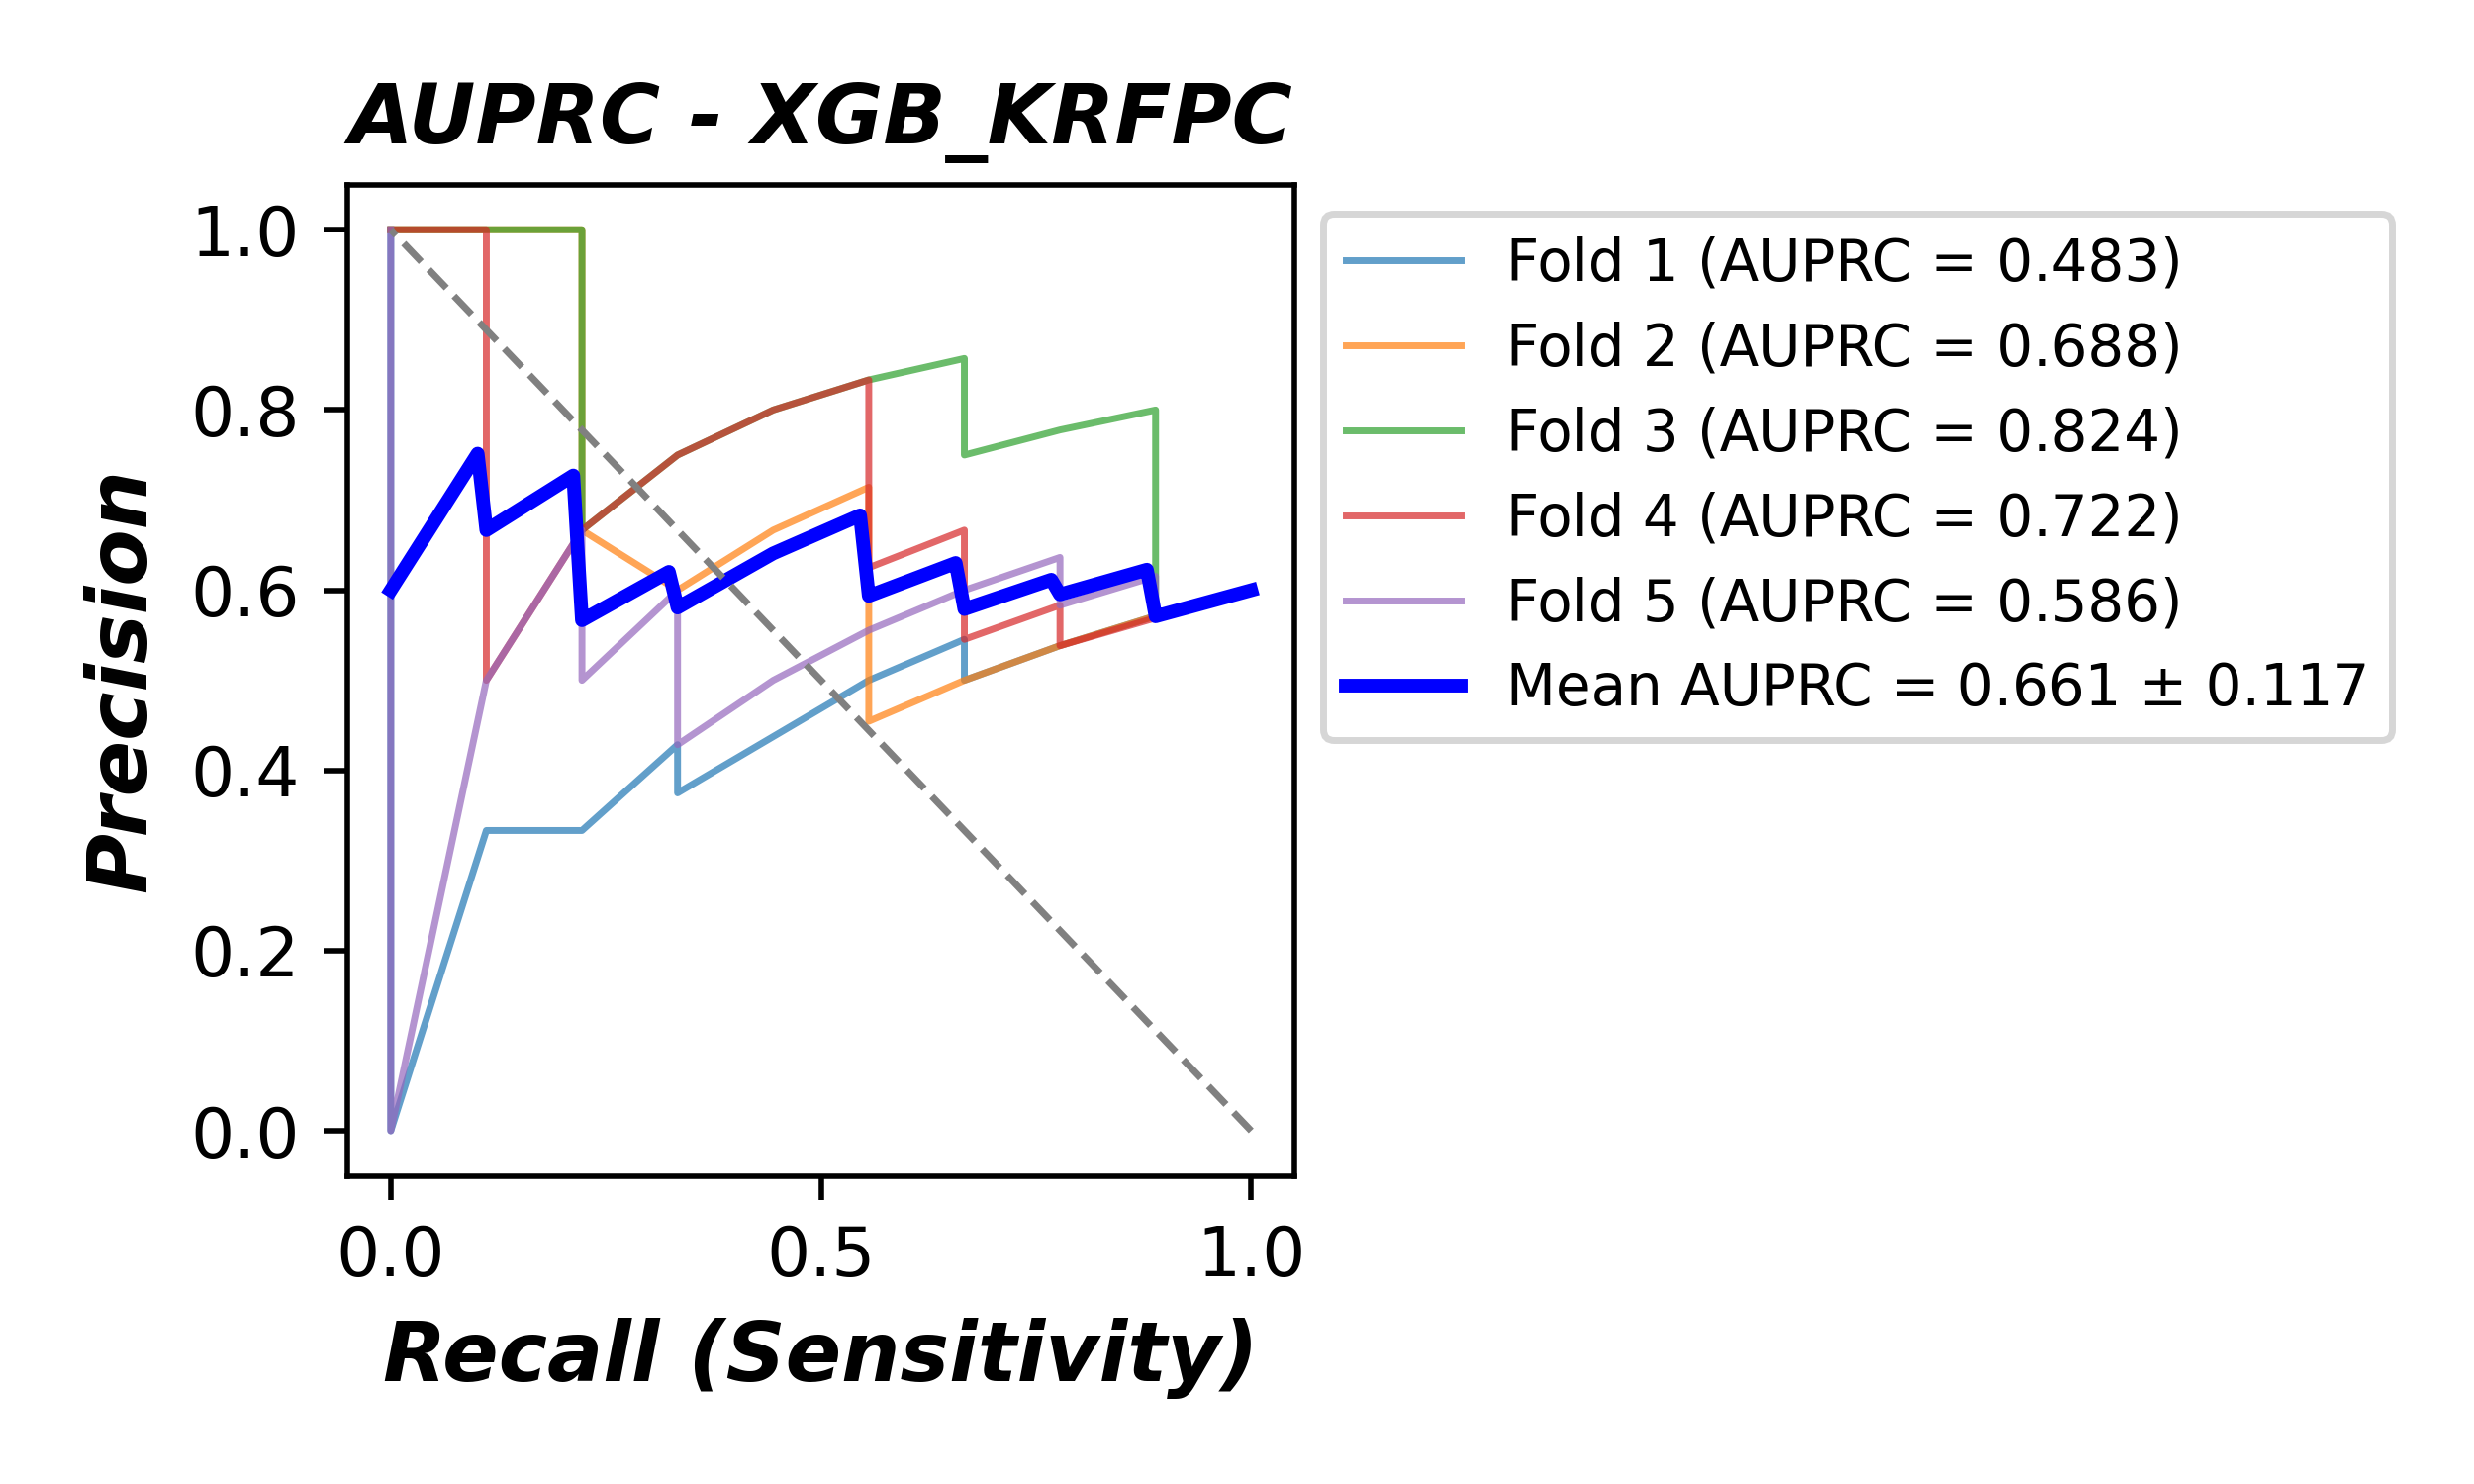 AUPRC - XGB_KRFPC
Precision
1.0
0.8
0.6
0.4
0.2
0.0
0.0
0.5
1.0
Recall (Sensitivity)
Fold 1 (AUPRC = 0.483)
Fold 2 (AUPRC = 0.688)
Fold 3 (AUPRC = 0.824)
Fold 4 (AUPRC = 0.722)
Fold 5 (AUPRC = 0.586)
Mean AUPRC = 0.661 ± 0.117